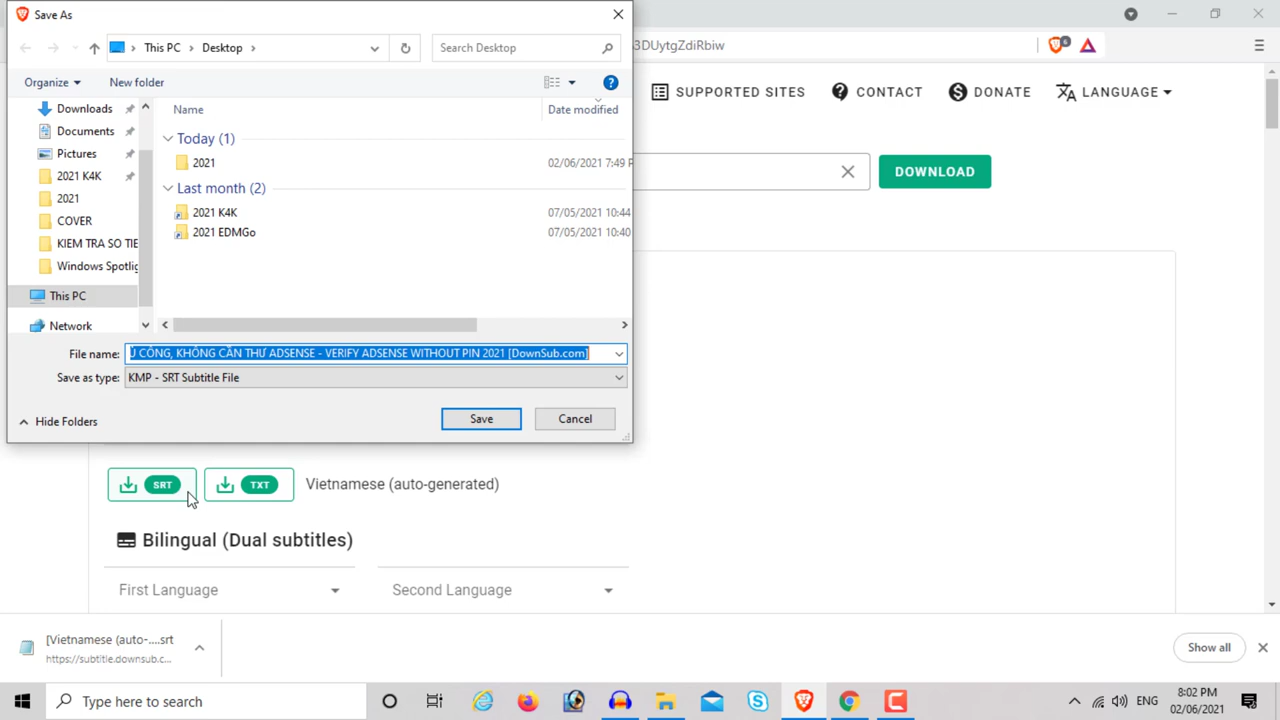 Save As
This PC
Desktop
Search Desktop
3DUytgZdiRbiw
6
Organize
New folder
?
SUPPORTED SITES
CONTACT
DONATE
LANGUAGE
Downloads
Documents
Pictures
2021 K4K
2021
COVER
KIEM TRA SO TIE
Windows Spotlig
This PC
Network
Name
Date modified
Today (1)
2021
02/06/2021 7:49 P
Last month (2)
2021 K4K
07/05/2021 10:44
2021 EDMGo
07/05/2021 10:40
DOWNLOAD
File name:
Ủ CÔNG, KHÔNG CẦN THƯ ADSENSE - VERIFY ADSENSE WITHOUT PIN 2021 [DownSub.com]
Save as type:
KMP - SRT Subtitle File
Hide Folders
Save
Cancel
SRT
TXT
Vietnamese (auto-generated)
Bilingual (Dual subtitles)
First Language
Second Language
[Vietnamese (auto-....srt
https://subtitle.downsub.c...
Show all
Type here to search
ENG
8:02 PM
02/06/2021